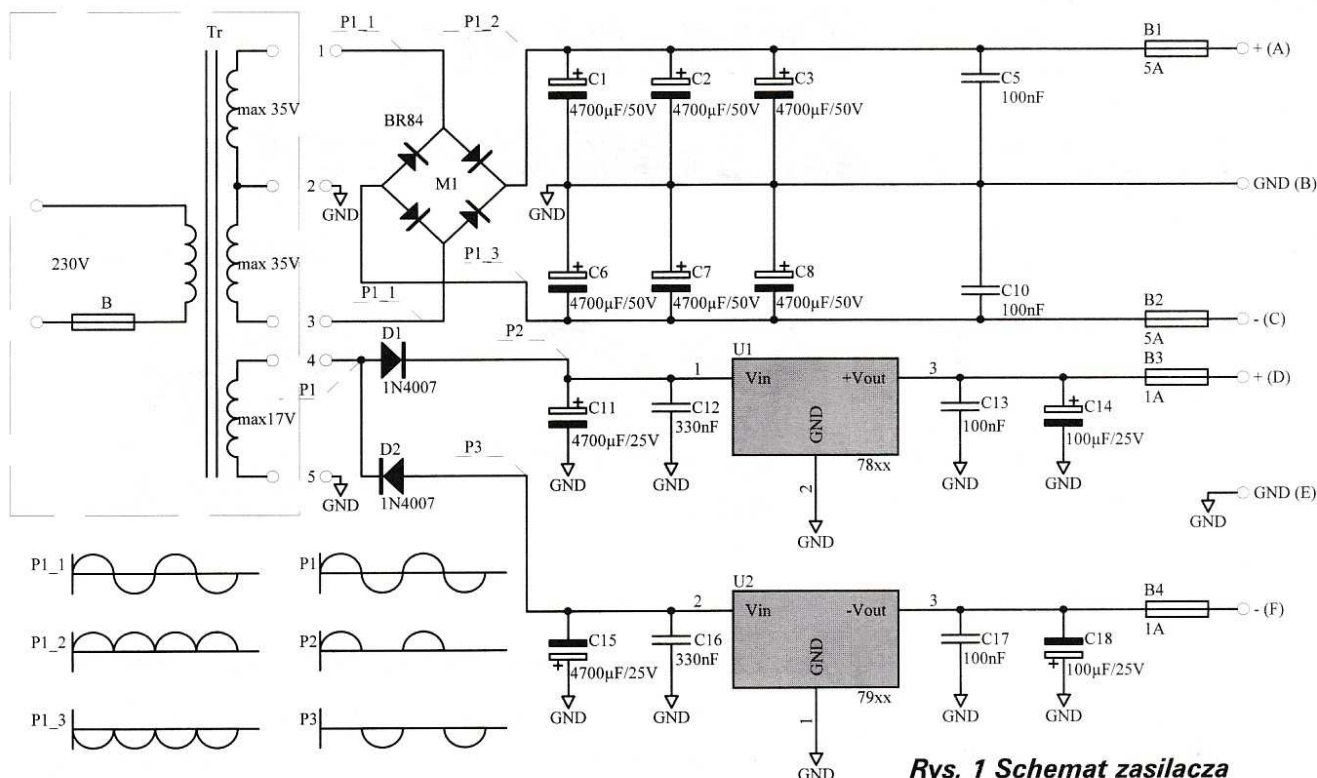 Tr
P1_1
P1_2
B1
1
+ (A)
5A
max 35V
C1
C2
C3
C5
100nF
4700µF/50V
4700µF/50V
4700µF/50V
BR84
M1
2
GND
GND
GND (B)
230V
max 35V
P1_3
C6
C7
C8
C10
100nF
B
P1_1
4700µF/50V
4700µF/50V
4700µF/50V
B2
3
- (C)
5A
D1
P2
U1
B3
4
1
Vin
+Vout
3
+ (D)
P1
1N4007
1A
max17V
C11
C12
C13
C14
4700µF/25V
330nF
GND
100nF
100µF/25V
D2
P3
78xx
5
GND
1N4007
GND
GND
2
GND
GND
GND (E)
GND
GND
P1_1
P1
U2
B4
2
Vin
-Vout
3
- (F)
1A
P1_2
P2
C15
C16
C17
C18
4700µF/25V
330nF
GND
100nF
100µF/25V
79xx
GND
GND
1
GND
GND
P1_3
P3
GND
Rys. 1 Schemat zasilacza